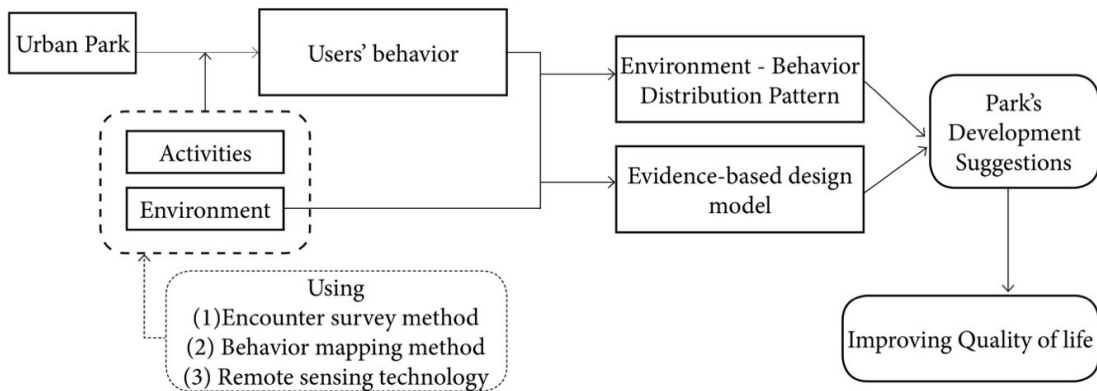 Urban Park
Users' behavior
Activities
Environment
Using
(1)Encounter survey method
(2) Behavior mapping method
(3) Remote sensing technology
Environment - Behavior
Distribution Pattern
Evidence-based design
model
Park's
Development
Suggestions
Improving Quality of life